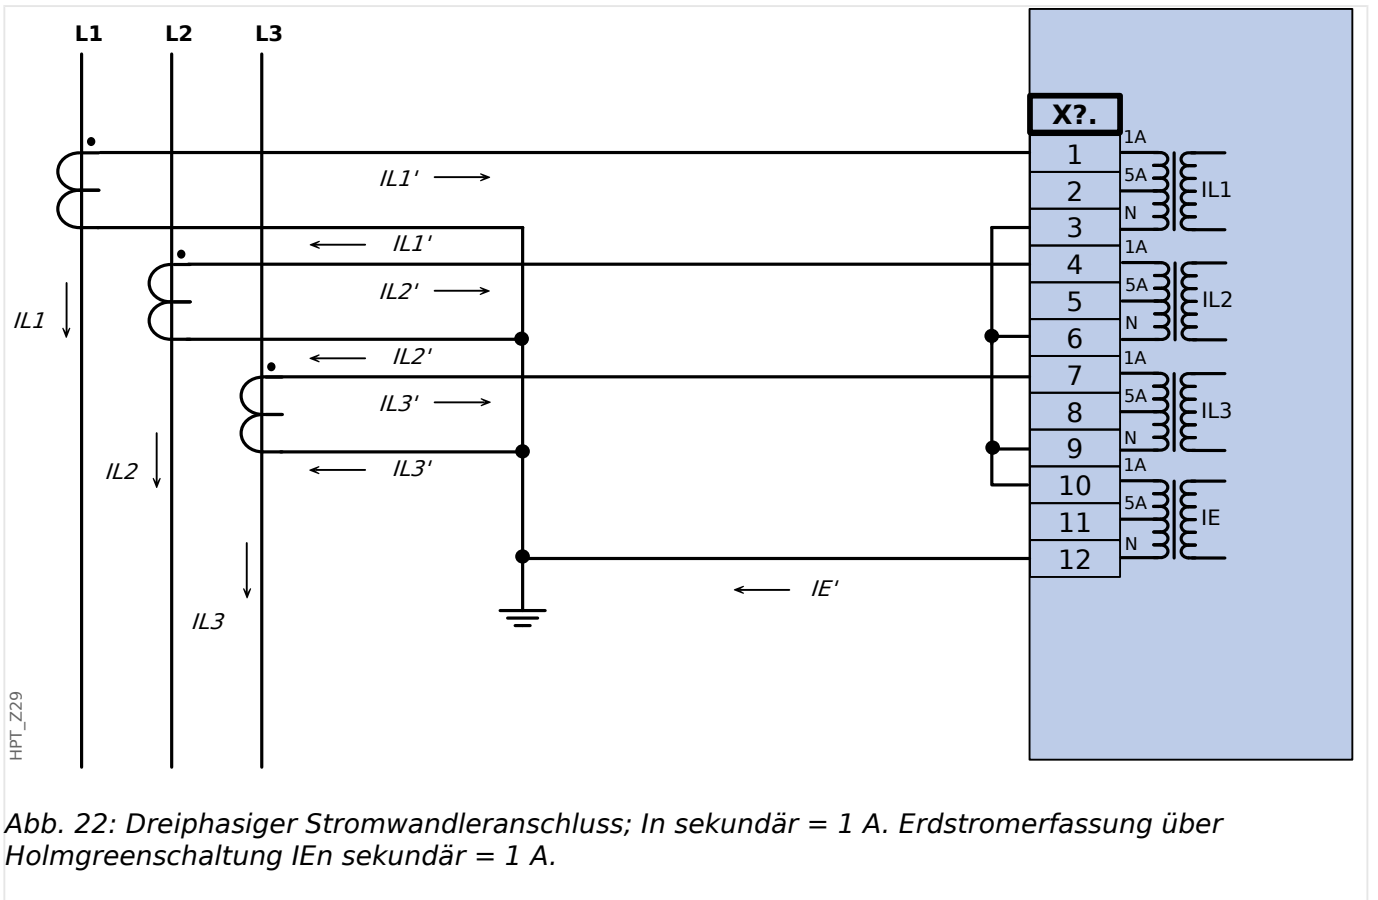 L1 L2 L3
X?.
1 1A
IL1'
2 5A IL1
3 N
IL1'
4 1A
IL2'
5 5A IL2
IL1
6 N
IL2'
7 1A
IL3'
8 5A IL3
9 N
IL3'
IL2
10 1A
11 5A IE
12 N
IE'
IL3
HPT_Z29
Abb. 22: Dreiphasiger Stromwandleranschluss; In sekundär = 1 A. Erdstromerfassung über
Holmgreenschaltung IEn sekundär = 1 A.